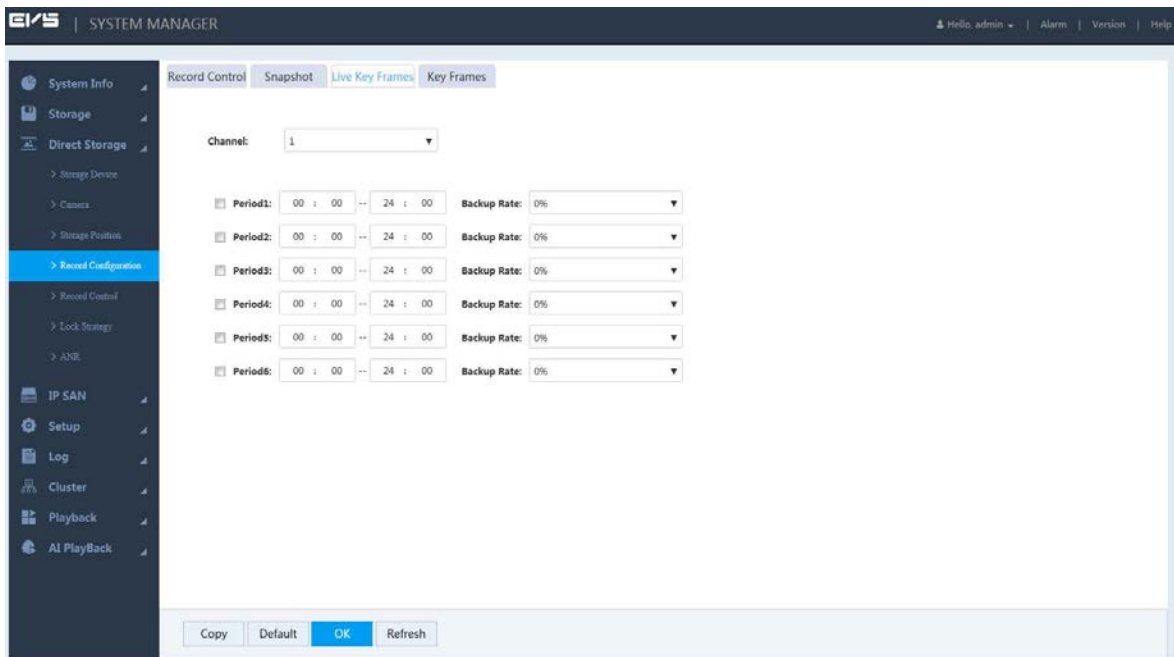 EVS | SYSTEM MANAGER
Hello, admin | Alarm | Version | Help
System Info
Storage
Direct Storage
> Storage Device
> Camera
> Storage Position
> Record Configuration
> Record Control
> Lock Strategy
> ANR
IP SAN
Setup
Log
Cluster
Playback
AI PlayBack
Record Control Snapshot Live Key Frames Key Frames
Channel: 1
Period1: 00 : 00 -- 24 : 00 Backup Rate: 0%
Period2: 00 : 00 -- 24 : 00 Backup Rate: 0%
Period3: 00 : 00 -- 24 : 00 Backup Rate: 0%
Period4: 00 : 00 -- 24 : 00 Backup Rate: 0%
Period5: 00 : 00 -- 24 : 00 Backup Rate: 0%
Period6: 00 : 00 -- 24 : 00 Backup Rate: 0%
Copy Default OK Refresh